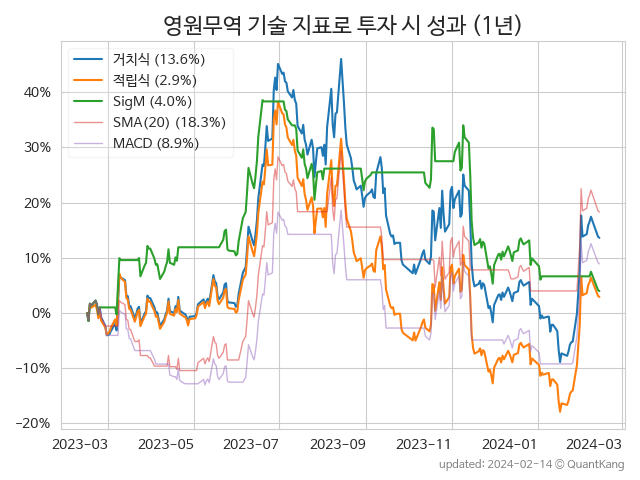 영원무역 기술 지표로 투자 시 성과 (1년)
거치식 (13.6%)
적립식 (2.9%)
SigM (4.0%)
SMA(20) (18.3%)
MACD (8.9%)
40%
30%
20%
10%
0%
−10%
−20%
2023-03 2023-05 2023-07 2023-09 2023-11 2024-01 2024-03
updated: 2024-02-14 © QuantKang